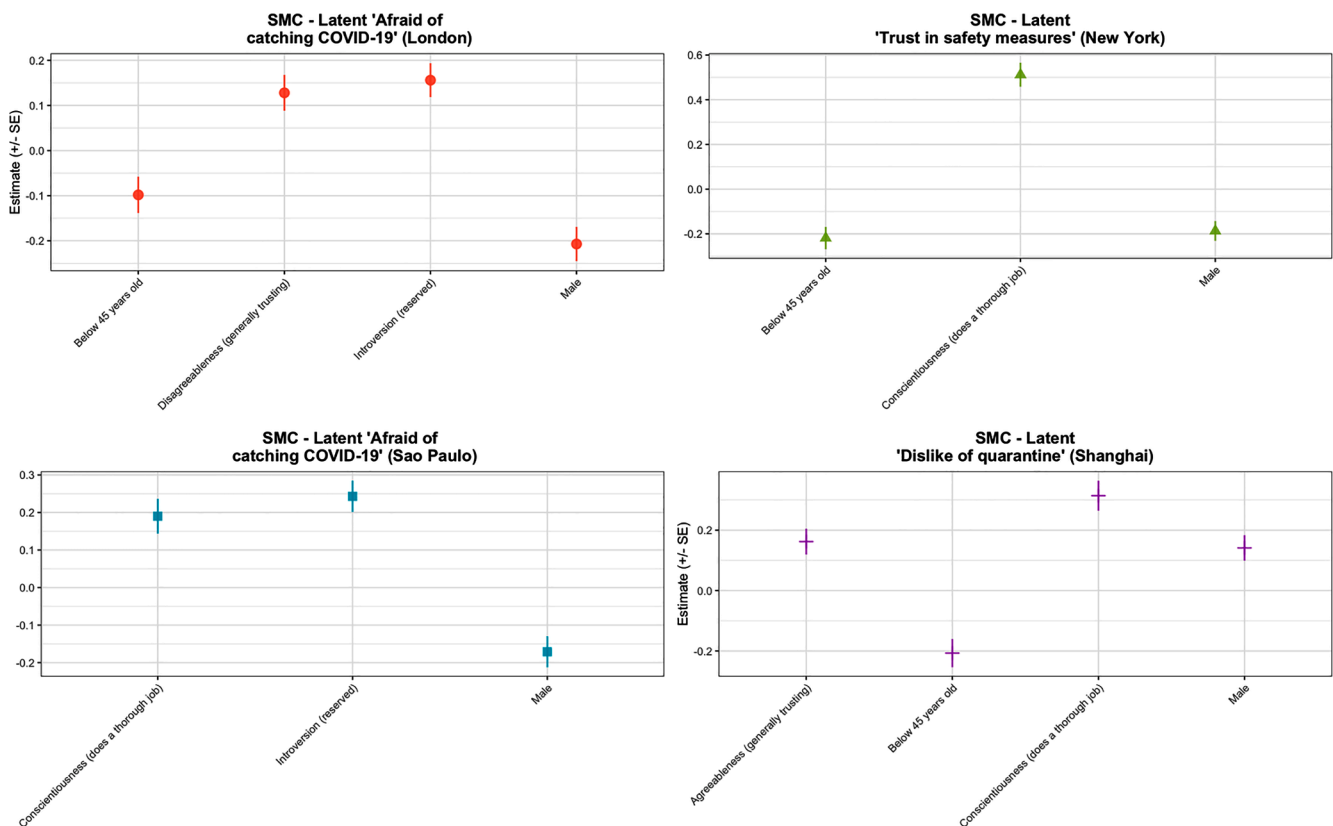 SMC - Latent 'Afraid of
catching COVID-19' (London)
Estimate (+/- SE)
0.2
0.1
0.0
-0.1
-0.2
Below 45 years old
Disagreeableness (generally trusting)
Introversion (reserved)
Male
SMC - Latent
'Trust in safety measures' (New York)
0.6
0.4
0.2
0.0
-0.2
Below 45 years old
Conscientiousness (does a thorough job)
Male
SMC - Latent 'Afraid of
catching COVID-19' (Sao Paulo)
0.3
0.2
0.1
0.0
-0.1
-0.2
Conscientiousness (does a thorough job)
Introversion (reserved)
Male
SMC - Latent
'Dislike of quarantine' (Shanghai)
Estimate (+/- SE)
0.2
0.0
-0.2
Agreeableness (generally trusting)
Below 45 years old
Conscientiousness (does a thorough job)
Male